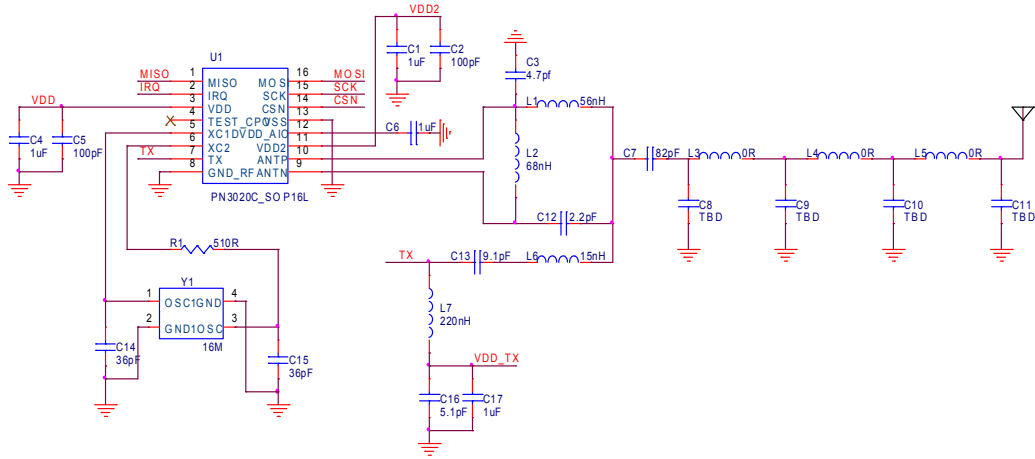 VDD2
U1
C1
1uF
C2
100pF
C3
4.7pf
MISO
1
MISO
MOSI
16
MOSI
IRQ
2
IRQ
SCK
15
SCK
VDD
3
VDD
CSN
14
CSN
4
TEST_CPO
VSS
13
5
XC1
DVDD_AIO
12
C6
1uF
6
XC2
VDD2
11
TX
7
TX
ANTP
10
8
GND_RF
ANTN
9
PN3020C_SOP16L
C4
1uF
C5
100pF
L1
56nH
L2
68nH
C7
82pF
L3
0R
L4
0R
L5
0R
C8
TBD
C9
TBD
C10
TBD
C11
TBD
C12
2.2pF
R1
510R
TX
C13
9.1pF
L6
15nH
Y1
1
OSC1
GND
4
2
GND1
OSC
3
16M
C14
36pF
C15
36pF
L7
220nH
VDD_TX
C16
5.1pF
C17
1uF